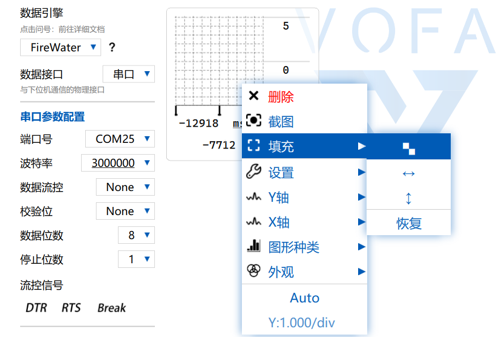 数据引擎
点击问号:前往详细文档
FireWater ?
数据接口 串口
与下位机通信的物理接口
串口参数配置
端口号 COM25
波特率 3000000
数据流控 None
校验位 None
数据位数 8
停止位数 1
流控信号
DTR RTS Break
5
0
-12918
-7712
删除
截图
填充
设置
Y轴
X轴
图形种类
外观
Auto
Y:1.000/div
恢复
VOFA